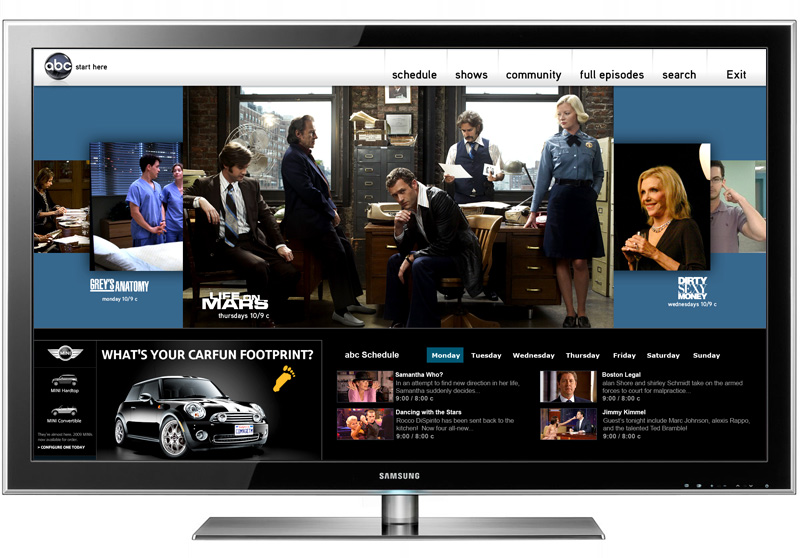 abc start here
schedule shows community full episodes search Exit
GREY'S ANATOMY
monday 10/9 c
LIFE ON
MARS
thursdays 10/9 c
DIRTY
SEXY
MONEY
wednesdays 10/9 c
MINI
MINI Hardtop
MINI Convertible
They're almost here. 2009 MINIs
now available for order.
> CONFIGURE ONE TODAY
WHAT'S YOUR CARFUN FOOTPRINT?
abc Schedule Monday Tuesday Wednesday Thursday Friday Saturday Sunday
Samantha Who?
In an attempt to find new direction in her life,
Samantha suddenly decides...
9:00 / 8:00 c
Dancing with the Stars
Rocco DiSprito has been sent back to the
kitchen! Now four all-new...
9:00 / 8:00 c
Boston Legal
alan Shore and shirley Schmidt take on the armed
forces to court for malpractice...
9:00 / 8:00 c
Jimmy Kimmel
Guest's tonight include Marc Johnson, alexis Rappo,
and the talented Ted Bramble!
9:00 / 8:00 c
SAMSUNG